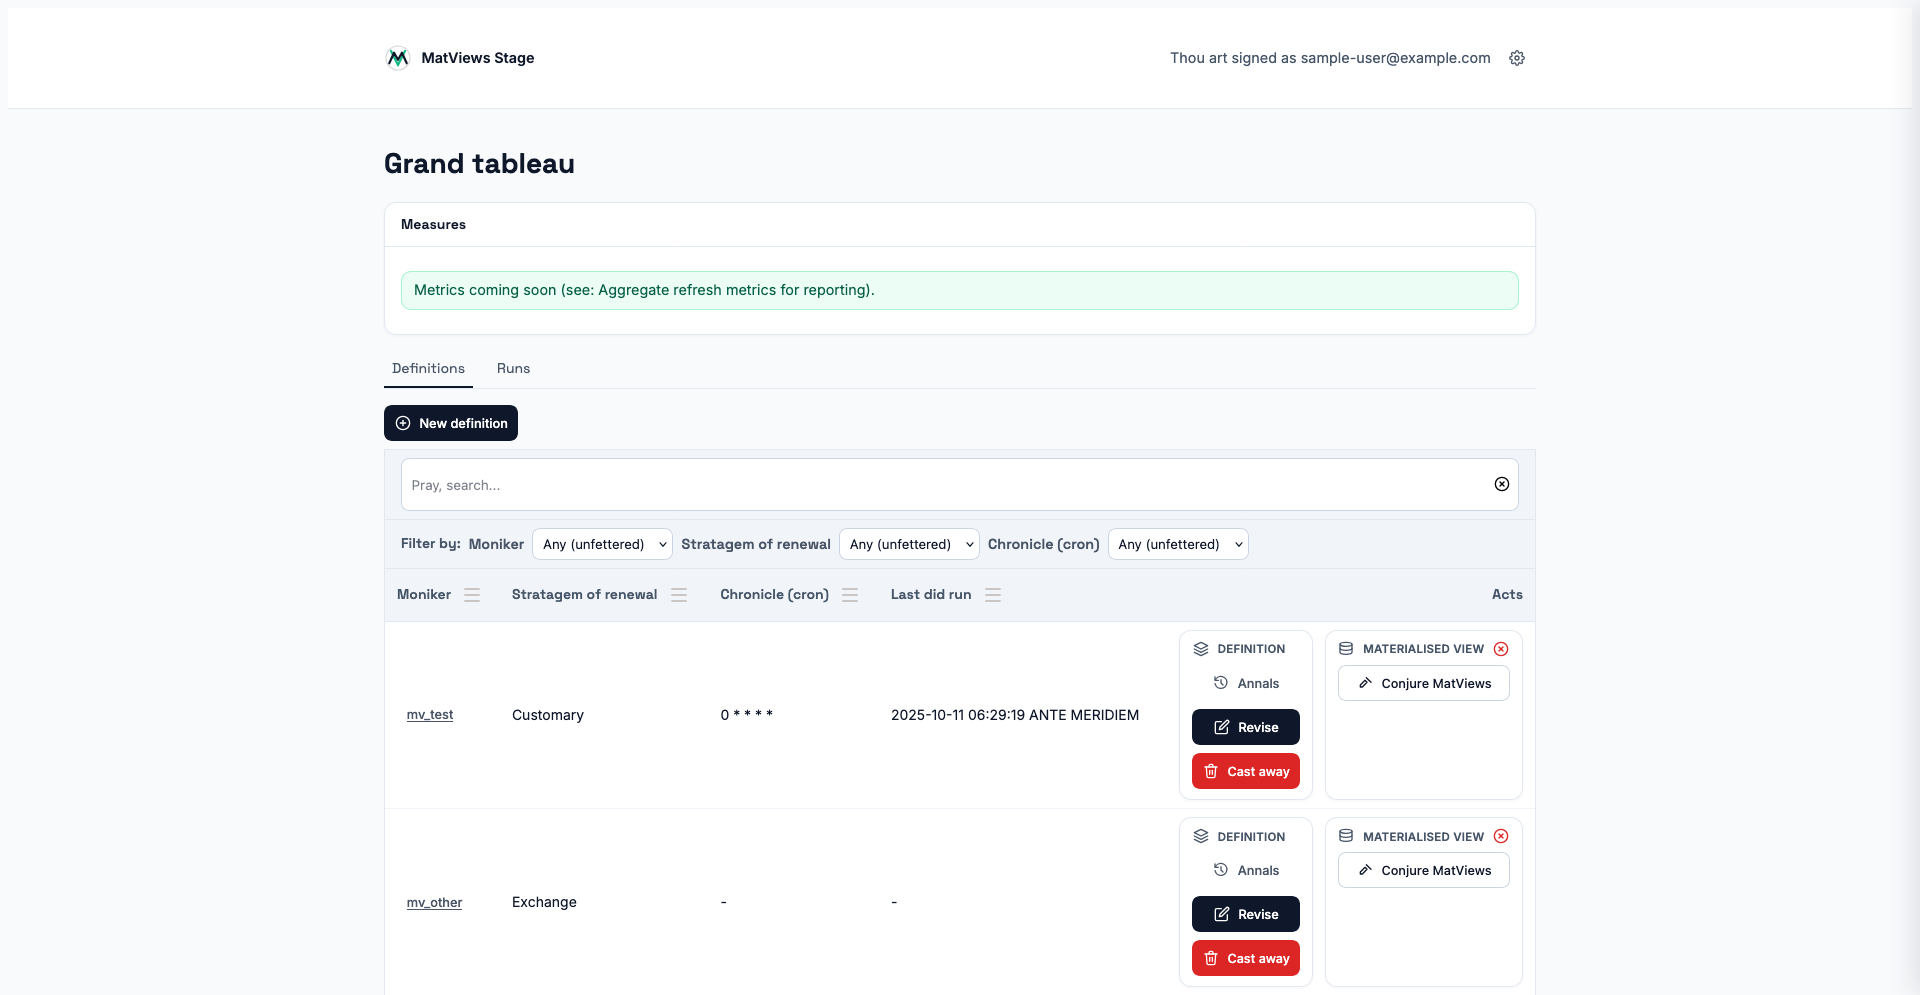 MatViews Stage
Thou art signed as sample-user@example.com
Grand tableau
Measures
Metrics coming soon (see: Aggregate refresh metrics for reporting).
Definitions Runs
New definition
Pray, search...
Filter by: Moniker Any (unfettered) Stratagem of renewal Any (unfettered) Chronicle (cron) Any (unfettered)
Moniker Stratagem of renewal Chronicle (cron) Last did run Acts
DEFINITION MATERIALISED VIEW
Annals Conjure MatViews
mv_test Customary 0 * * * * 2025-10-11 06:29:19 ANTE MERIDIEM
Revise
Cast away
DEFINITION MATERIALISED VIEW
Annals Conjure MatViews
mv_other Exchange - -
Revise
Cast away